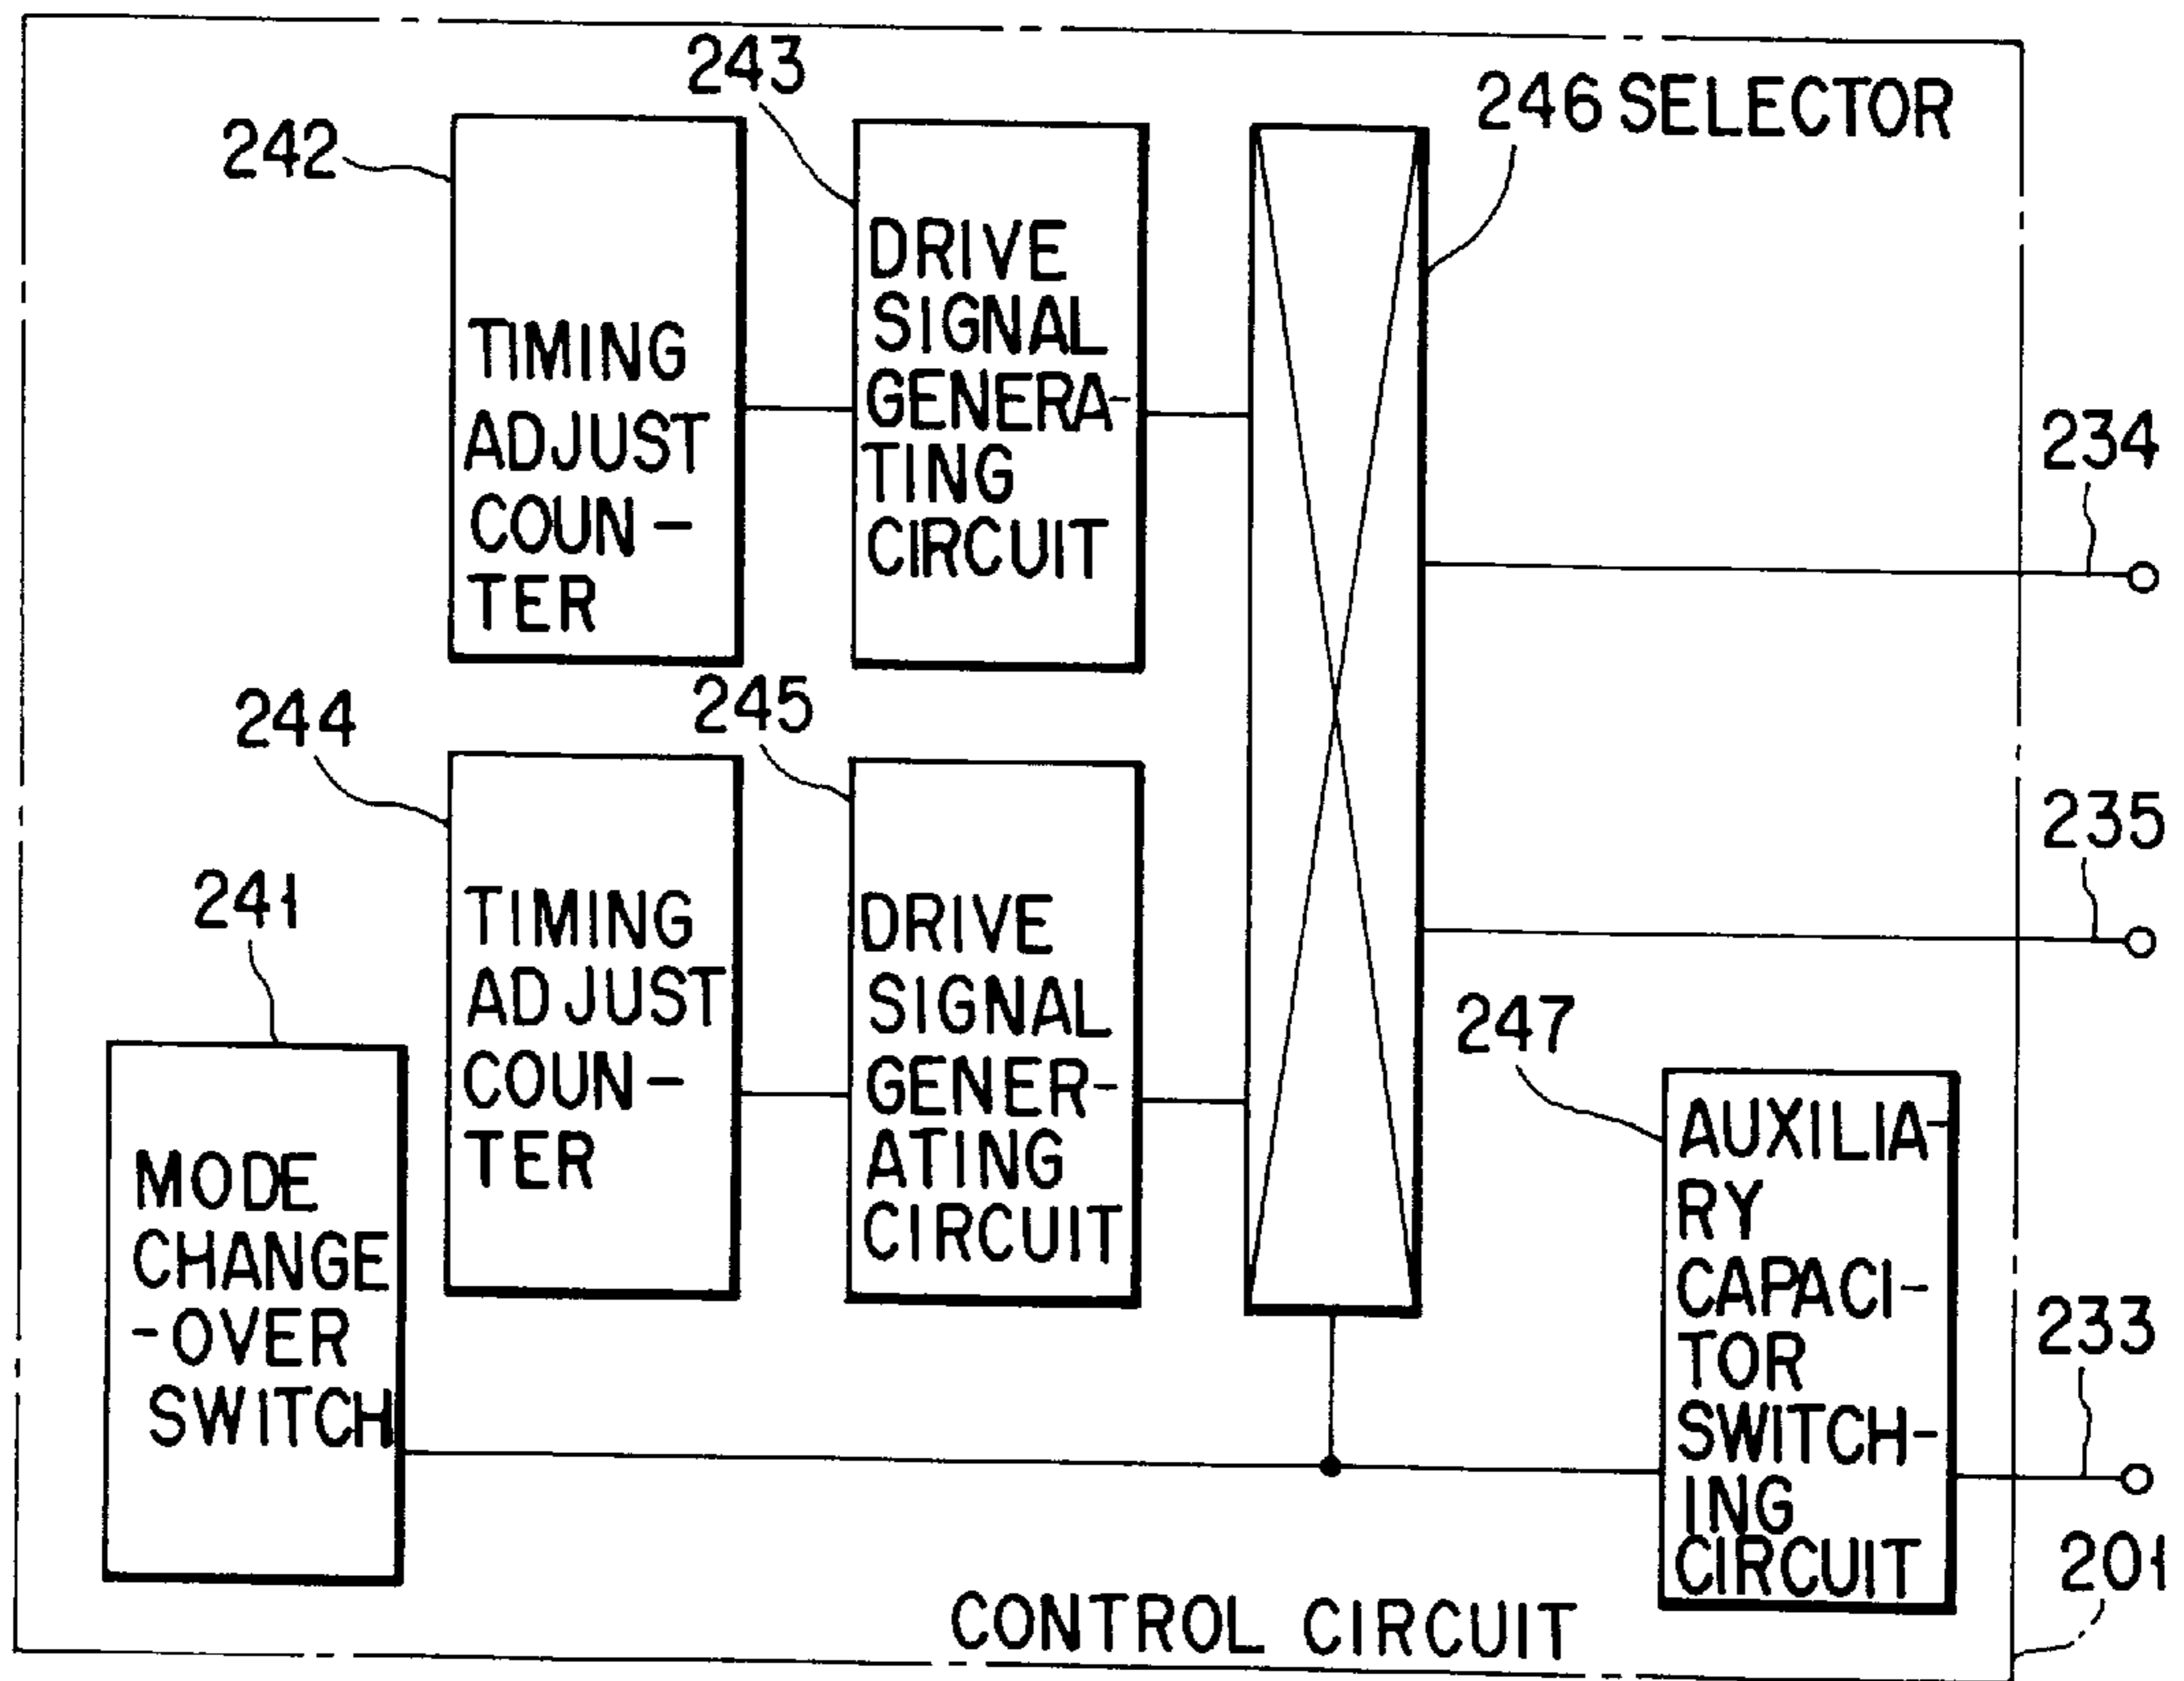 243
246 SELECTOR
242
DRIVE
SIGNAL
GENERA-
TING
CIRCUIT
TIMING
ADJUST
COUN-
TER
234
244
245
235
241
TIMING
ADJUST
COUN-
TER
DRIVE
SIGNAL
GENER-
ATING
CIRCUIT
247
MODE
CHANGE
-OVER
SWITCH
AUXILIA-
RY
CAPACI-
TOR
SWITCH-
ING
CIRCUIT
233
201
CONTROL CIRCUIT